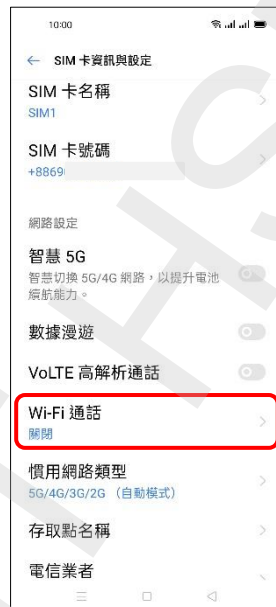 10:00
← SIM 卡資訊與設定
SIM 卡名稱
SIM1
SIM 卡號碼
+8869
網路設定
智慧 5G
智慧切換 5G/4G 網路，以提升電池
續航能力。
數據漫遊
VoLTE 高解析通話
Wi-Fi 通話
關閉
慣用網路類型
5G/4G/3G/2G （自動模式）
存取點名稱
電信業者